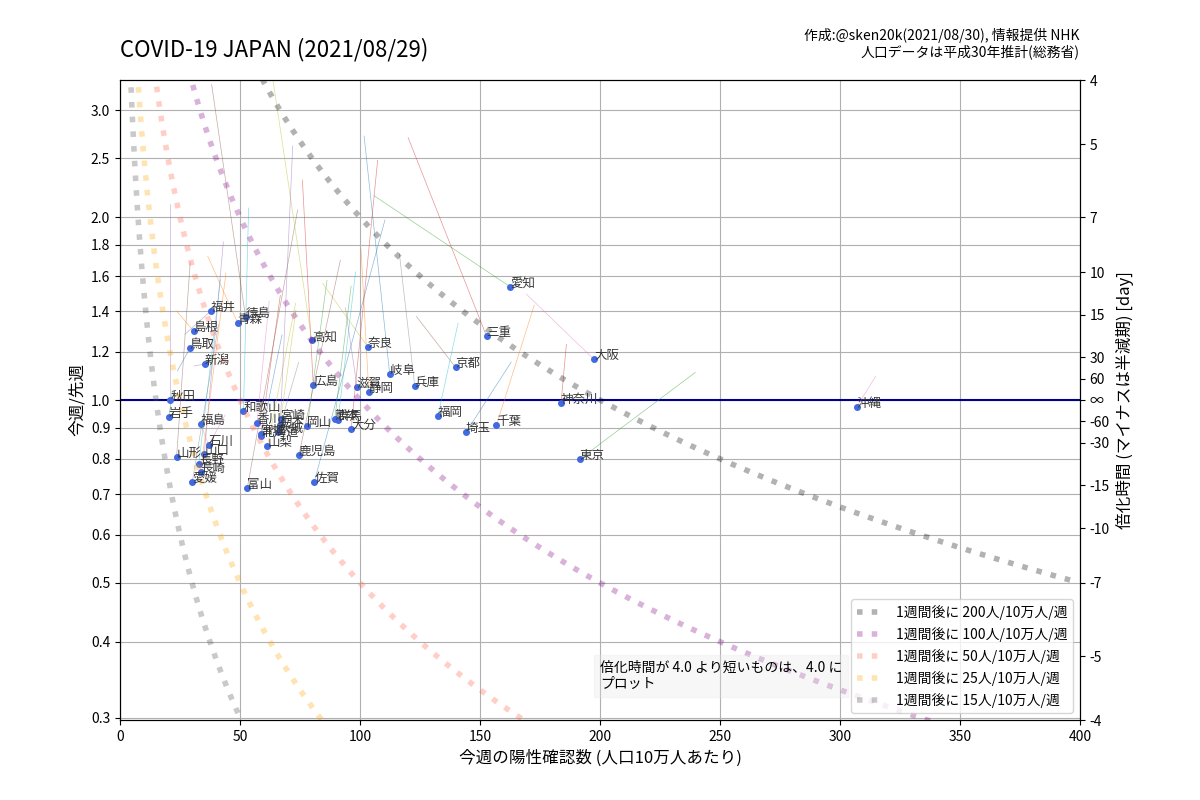 COVID-19 JAPAN (2021/08/29)
作成:@sken20k(2021/08/30), 情報提供 NHK
人口データは平成30年推計(総務省)
今週/先週
3.0
2.5
2.0
1.8
1.6
1.4
1.2
1.0
0.9
0.8
0.7
0.6
0.5
0.4
0.3
愛知
福井
徳島
青森
島根
三重
高知
鳥取
奈良
新潟
大阪
京都
岐阜
広島
兵庫
滋賀
静岡
秋田
神奈川
沖縄
和歌山
岩手
福岡
宮崎
香川
福島
岡山
千葉
大分
埼玉
石川
山梨
山口
山形
鹿児島
東京
長野
長崎
愛媛
佐賀
富山
倍化時間が 4.0 より短いものは、4.0 に
プロット
1週間後に 200人/10万人/週
1週間後に 100人/10万人/週
1週間後に 50人/10万人/週
1週間後に 25人/10万人/週
1週間後に 15人/10万人/週
4
5
7
10
15
30
60
∞
-60
-30
-15
-10
-7
-5
-4
倍化時間 (マイナスは半減期) [day]
0
50
100
150
200
250
300
350
400
今週の陽性確認数 (人口10万人あたり)